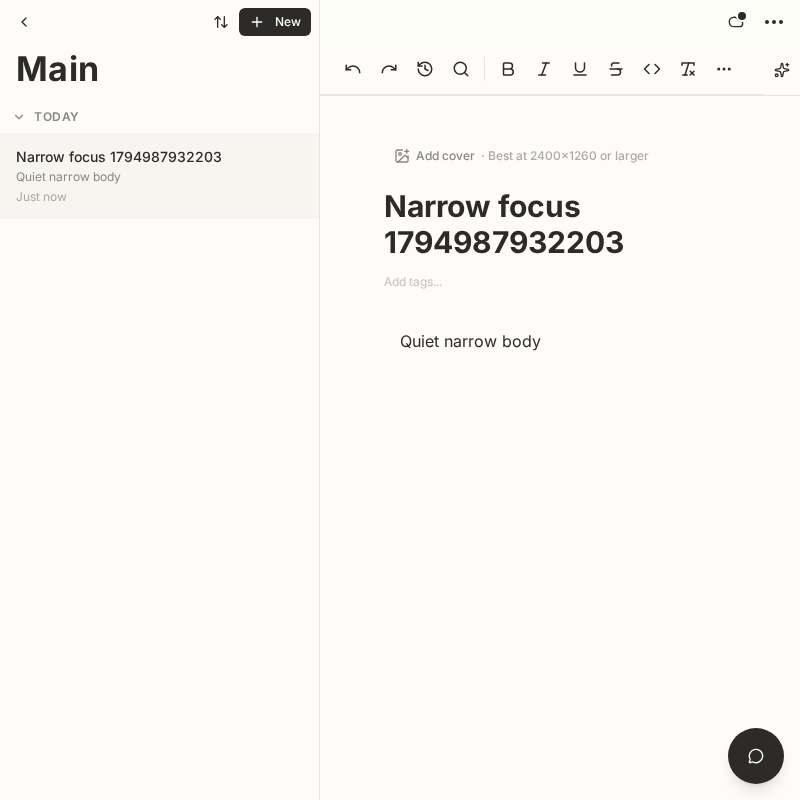 New
Main
TODAY
Narrow focus 1794987932203
Quiet narrow body
Just now
Add cover · Best at 2400×1260 or larger
Narrow focus
1794987932203
Add tags...
Quiet narrow body